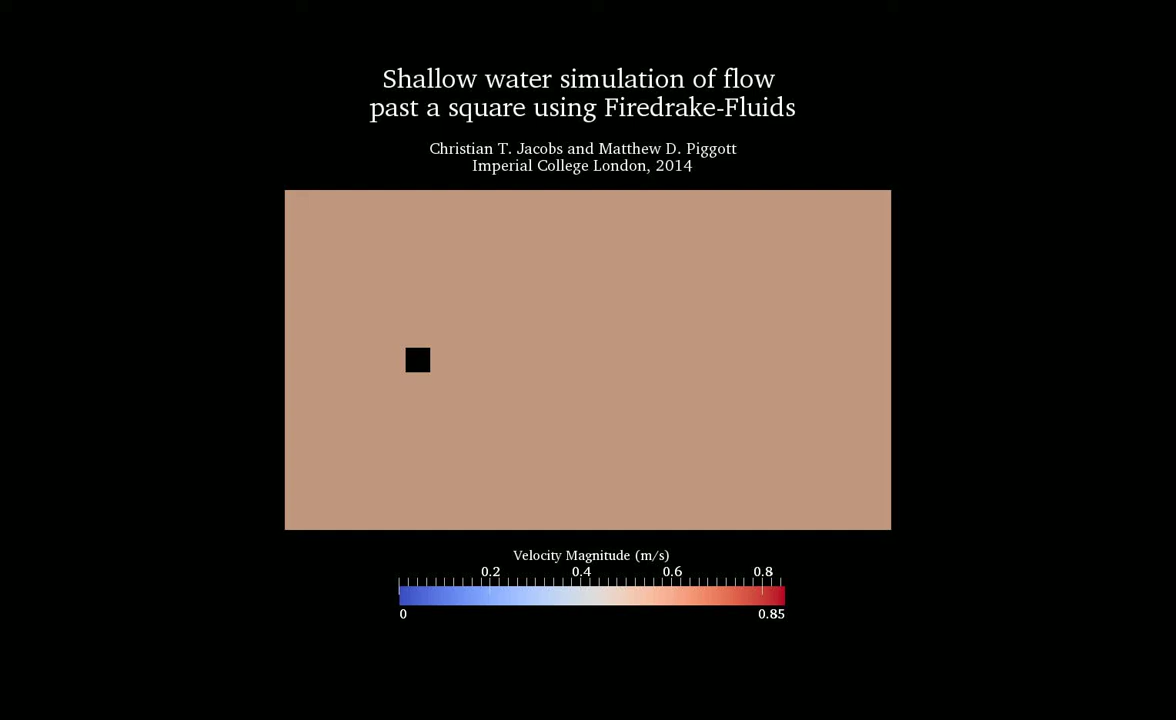 Shallow water simulation of flow
past a square using Firedrake-Fluids
Christian T. Jacobs and Matthew D. Piggott
Imperial College London, 2014
Velocity Magnitude (m/s)
0.2 0.4 0.6 0.8
0 0.85